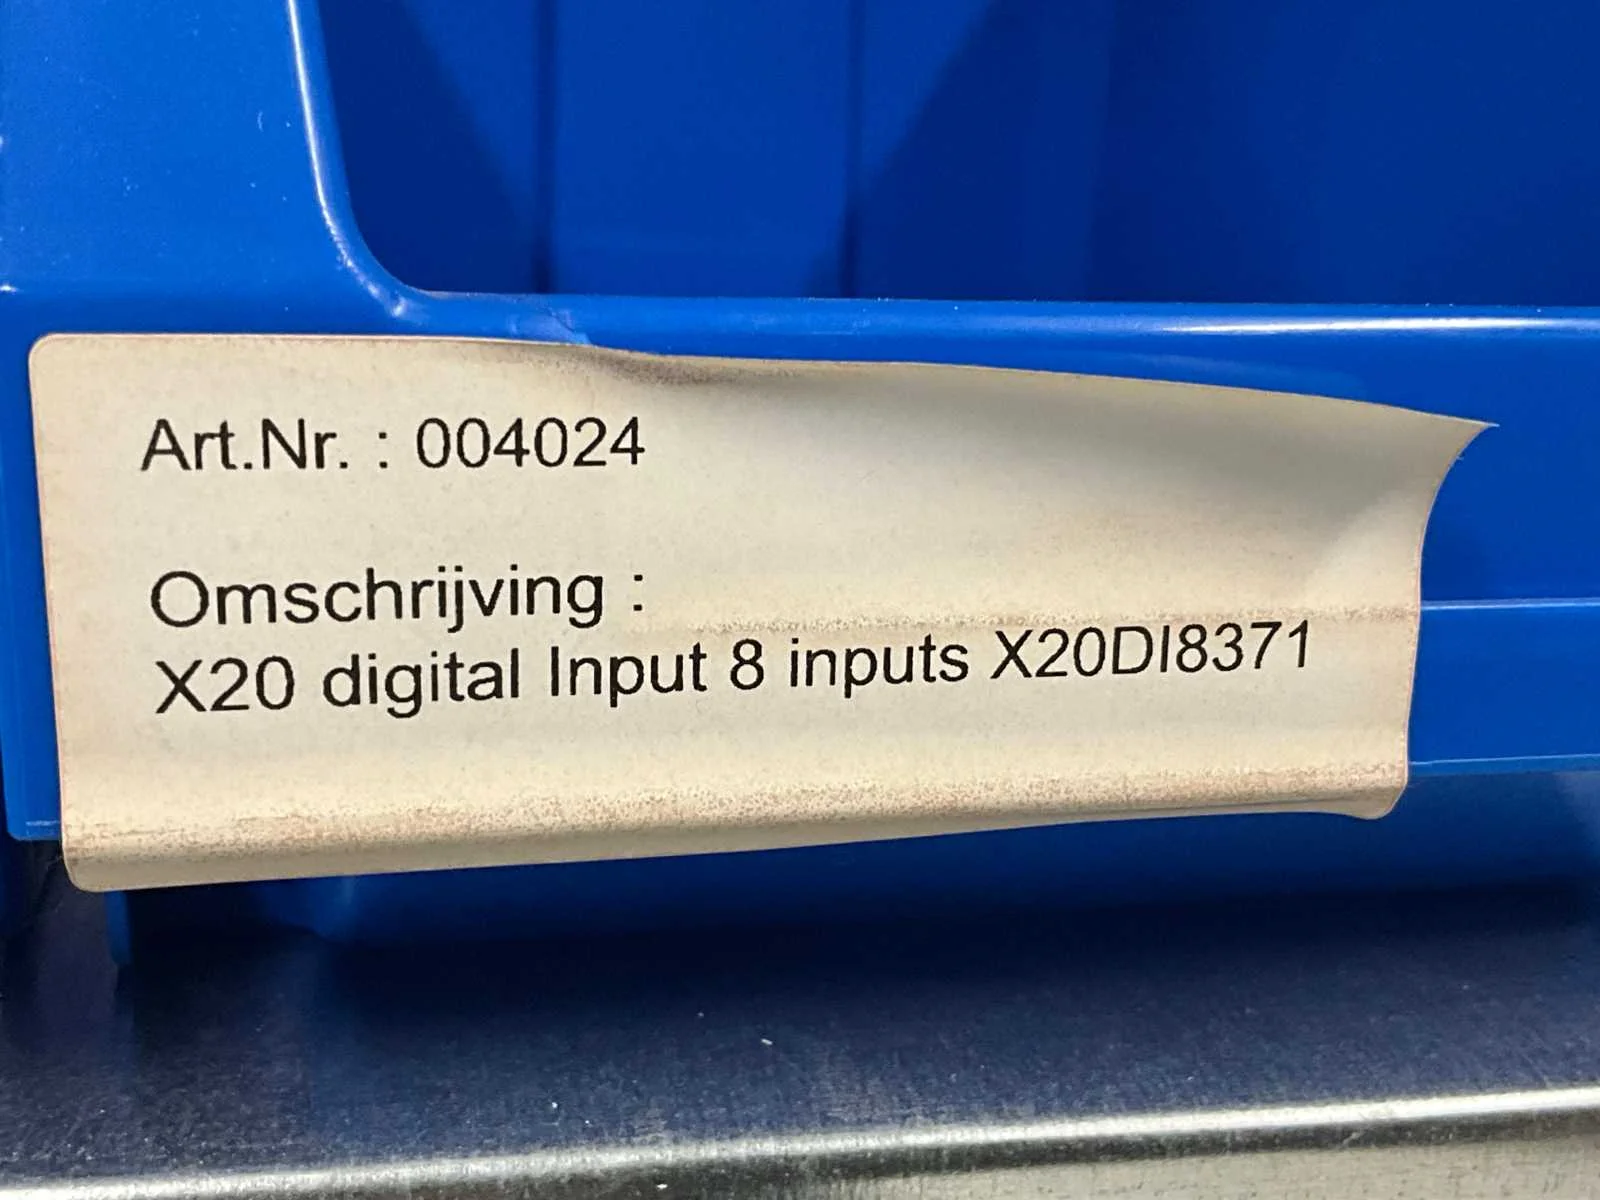 Art.Nr. : 004024
Omschrijving :
X20 digital Input 8 inputs X20DI8371